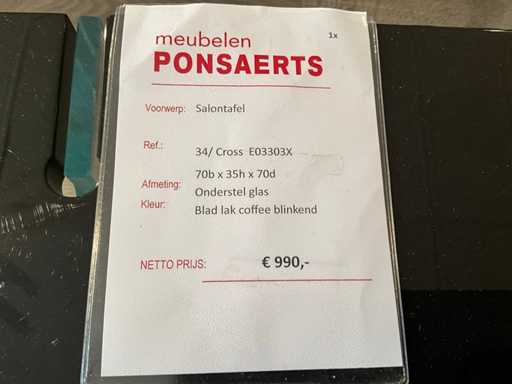 meubelen 1x
PONSAERTS
Voorwerp: Salontafel
Ref.: 34/ Cross E03303X
70b x 35h x 70d
Afmeting: Onderstel glas
Kleur: Blad lak coffee blinkend
NETTO PRIJS: € 990,-